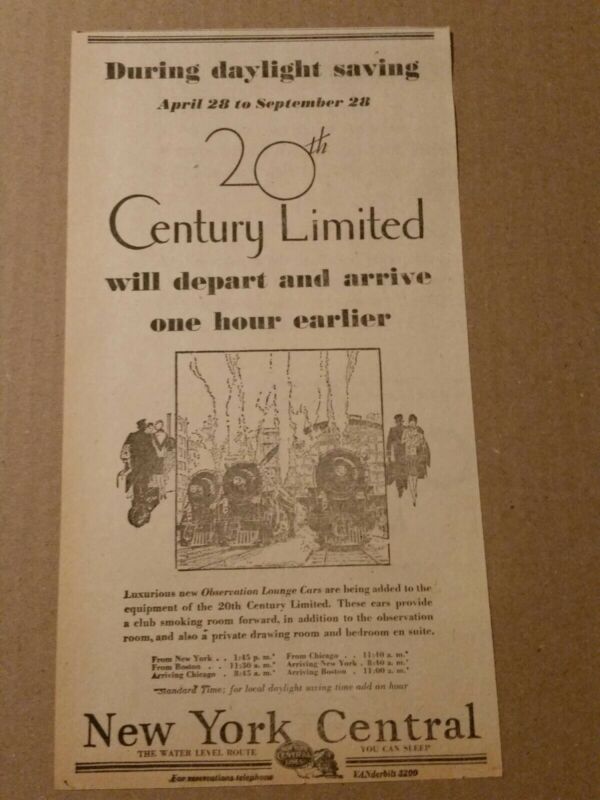 During daylight saving
April 28 to September 28
20th
Century Limited
will depart and arrive
one hour earlier
Luxurious new Observation Lounge Cars are being added to the
equipment of the 20th Century Limited. These cars provide
a club smoking room forward, in addition to the observation
room, and also a private drawing room and bedroom en suite.
From New York . . 1:45 p. m.* From Chicago . . 11:40 a. m.*
From Boston . . 11:30 a. m.* Arriving New York . 8:40 a. m.*
Arriving Chicago . 8:45 a. m.* Arriving Boston . 11:00 a. m.*
*Standard Time; for local daylight saving time add an hour
New York Central
THE WATER LEVEL ROUTE YOU CAN SLEEP
CENTRAL
LINES
For reservations telephone VANderbilt 3200